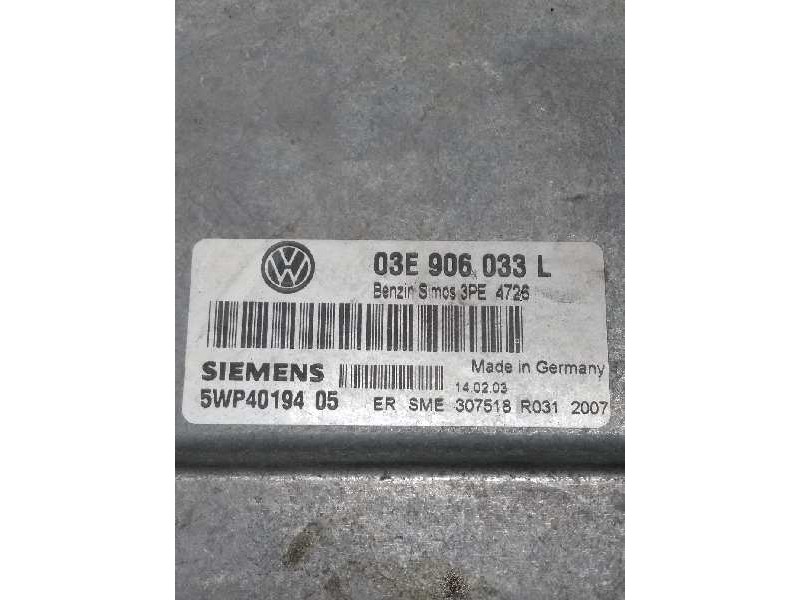 03E 906 033 L
Benzin Simos 3PE 4726
SIEMENS
Made in Germany
14.02.03
5WP40194 05
ER SME 307518 R031 2007